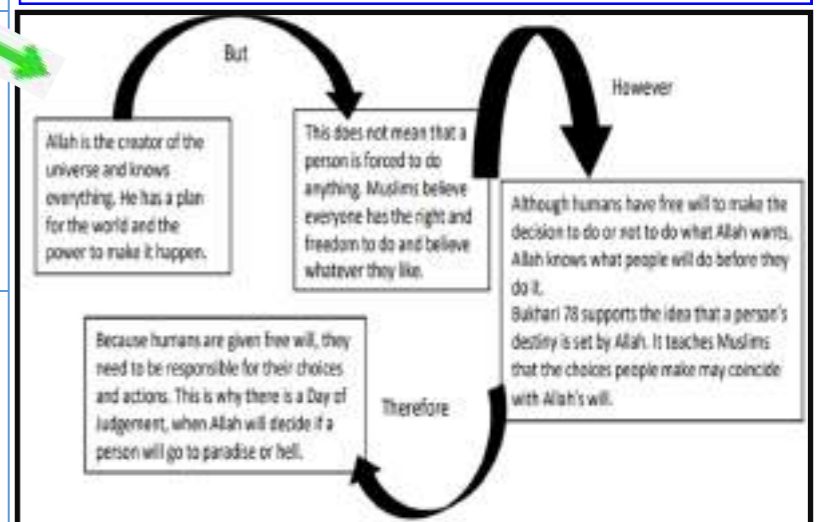 But
Allah is the creator of the
universe and knows
everything. He has a plan
for the world and the
power to make it happen.
This does not mean that a
person is forced to do
anything. Muslims believe
everyone has the right and
freedom to do and believe
whatever they like.
However
Although humans have free will to make the
decision to do or not to do what Allah wants,
Allah knows what people will do before they
do it.
Bukhari 78 supports the idea that a person's
destiny is set by Allah. It teaches Muslims
that the choices people make may coincide
with Allah's will.
Therefore
Because humans are given free will, they
need to be responsible for their choices
and actions. This is why there is a Day of
Judgement, when Allah will decide if a
person will go to paradise or hell.